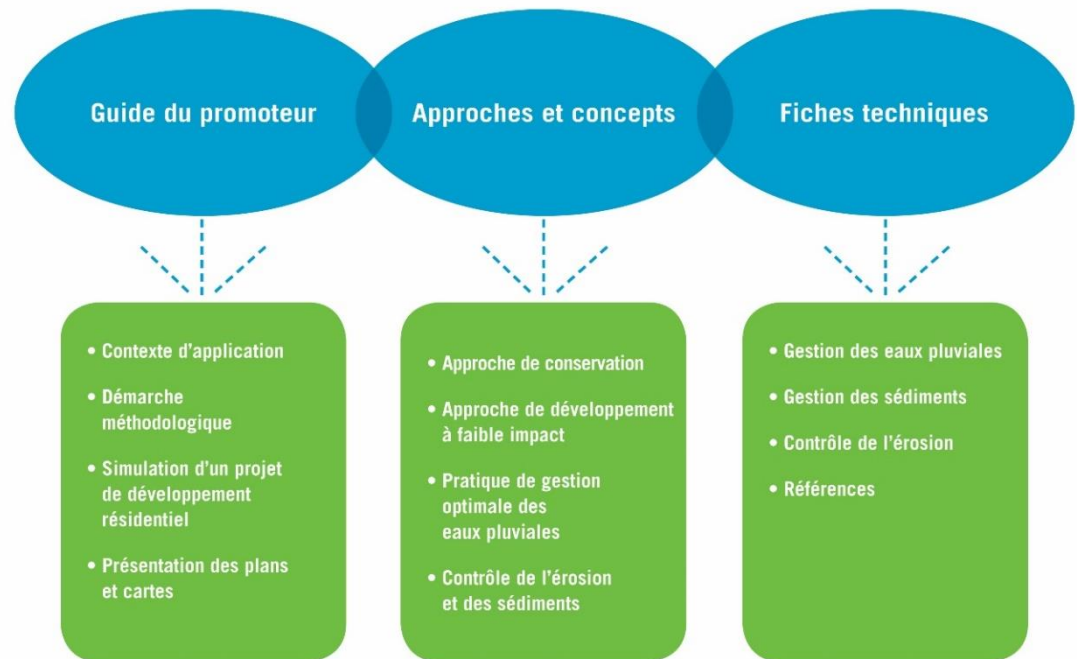 Guide du promoteur
Approches et concepts
Fiches techniques
• Contexte d'application
• Démarche
méthodologique
• Simulation d'un projet
de développement
résidentiel
• Présentation des plans
et cartes
• Approche de conservation
• Approche de développement
à faible impact
• Pratique de gestion
optimale des
eaux pluviales
• Contrôle de l'érosion
et des sédiments
• Gestion des eaux pluviales
• Gestion des sédiments
• Contrôle de l'érosion
• Références